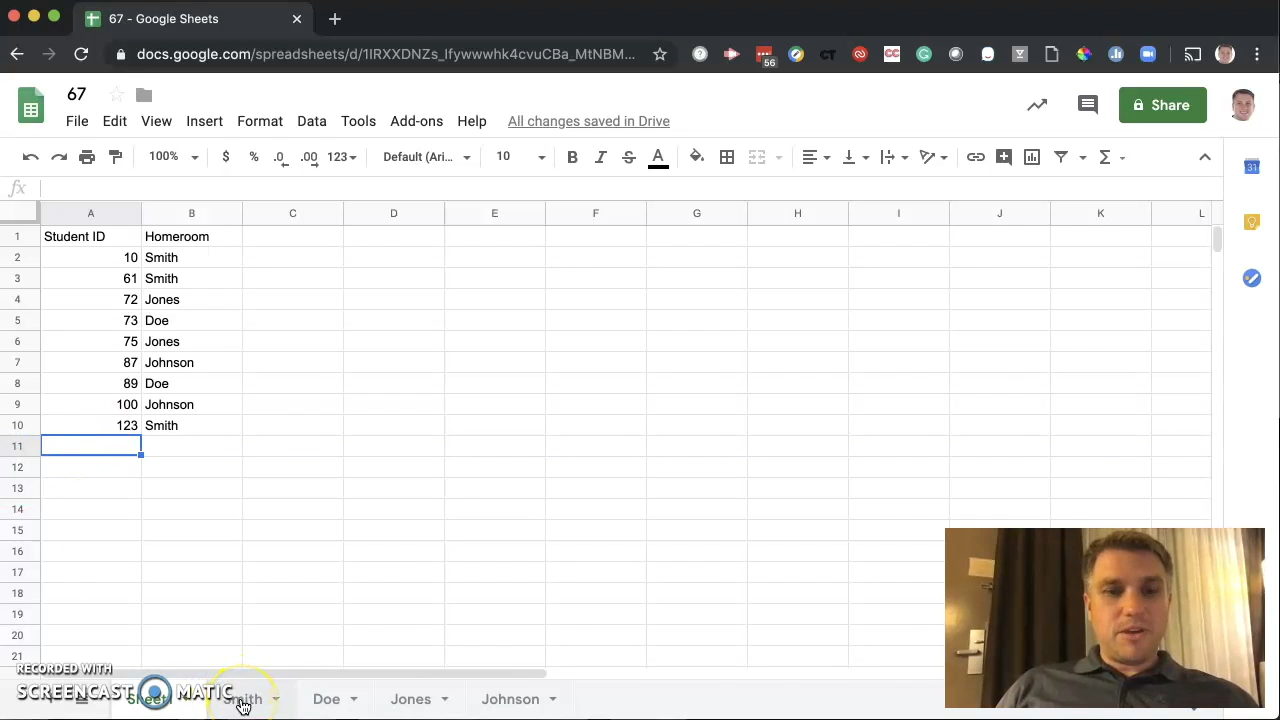 67 - Google Sheets
docs.google.com/spreadsheets/d/1IRXXDNZs_Ifywwwhk4cvuCBa_MtNBM...
56
67
File Edit View Insert Format Data Tools Add-ons Help All changes saved in Drive
Share
100% $ % .0 .00 123 Default (Ari... 10 B I S A Σ
31
fx
A B C D E F G H I J K L
1 Student ID Homeroom
2 10 Smith
3 61 Smith
4 72 Jones
5 73 Doe
6 75 Jones
7 87 Johnson
8 89 Doe
9 100 Johnson
10 123 Smith
11
12
13
14
15
16
17
18
19
20
21
RECORDED WITH
SCREENCAST MATIC
Smith Doe Jones Johnson